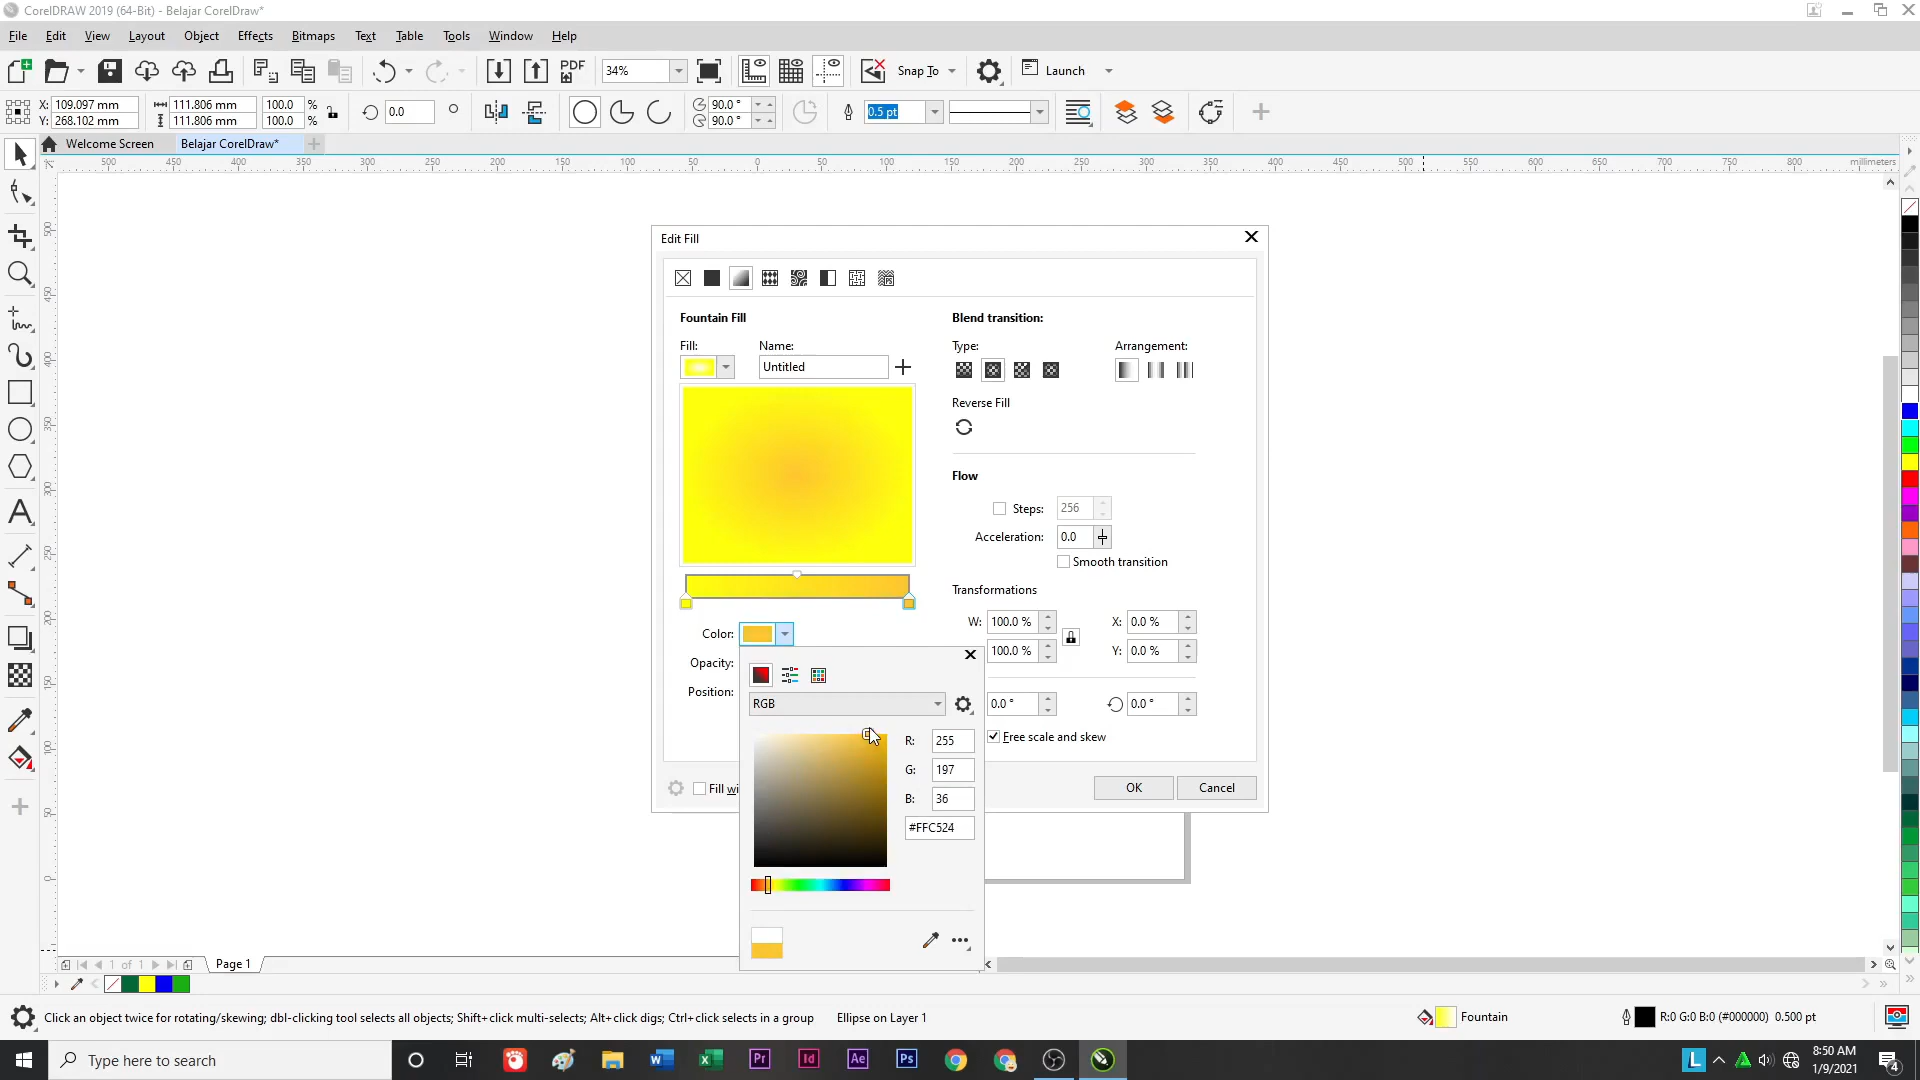 CorelDRAW 2019 (64-Bit) - Belajar CorelDraw*
File Edit View Layout Object Effects Bitmaps Text Table Tools Window Help
PDF 34% Snap To Launch
X: 109.097 mm 111.806 mm 100.0 % 0.0 90.0 ° 0.5 pt
Y: 268.102 mm 111.806 mm 100.0 % 90.0 °
Welcome Screen Belajar CorelDraw*
500 450 400 350 300 250 200 150 100 50 0 50 100 150 200 250 300 350 400 450 500 550 600 650 700 750 800 millimeters
Edit Fill
Fountain Fill Blend transition:
Fill: Name: Type: Arrangement:
Untitled
Reverse Fill
Flow
Steps: 256
Acceleration: 0.0
Smooth transition
Transformations
W: 100.0 % X: 0.0 %
100.0 % Y: 0.0 %
Color:
Opacity:
Position:
RGB 0.0 ° 0.0 °
R: 255 Free scale and skew
G: 197
Fill wi B: 36 OK Cancel
#FFC524
1 of 1 Page 1
Click an object twice for rotating/skewing; dbl-clicking tool selects all objects; Shift+click multi-selects; Alt+click digs; Ctrl+click selects in a group Ellipse on Layer 1 Fountain R:0 G:0 B:0 (#000000) 0.500 pt
Type here to search Pr Id Ae Ps L 8:50 AM
1/9/2021 4